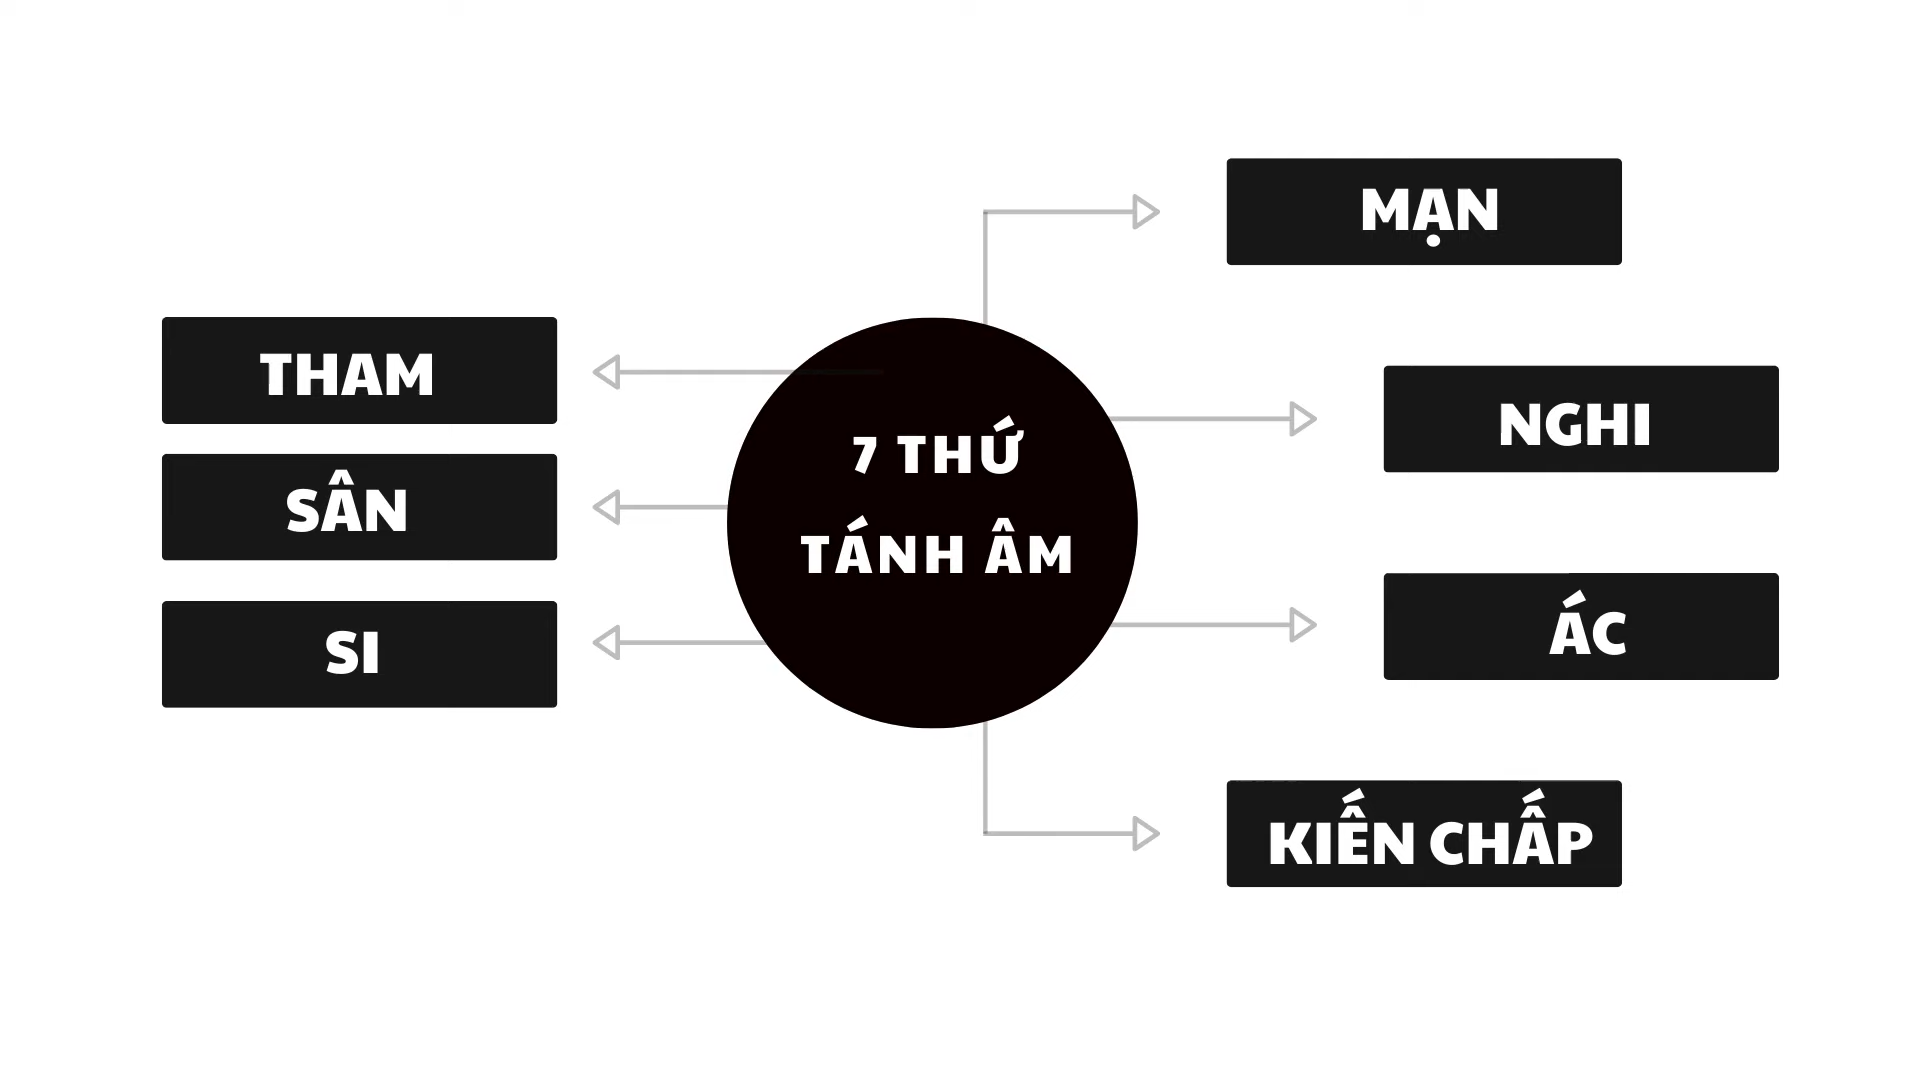 7 THỨ
TÁNH ÂM
THAM
SÂN
SI
MẠN
NGHI
ÁC
KIẾN CHẤP